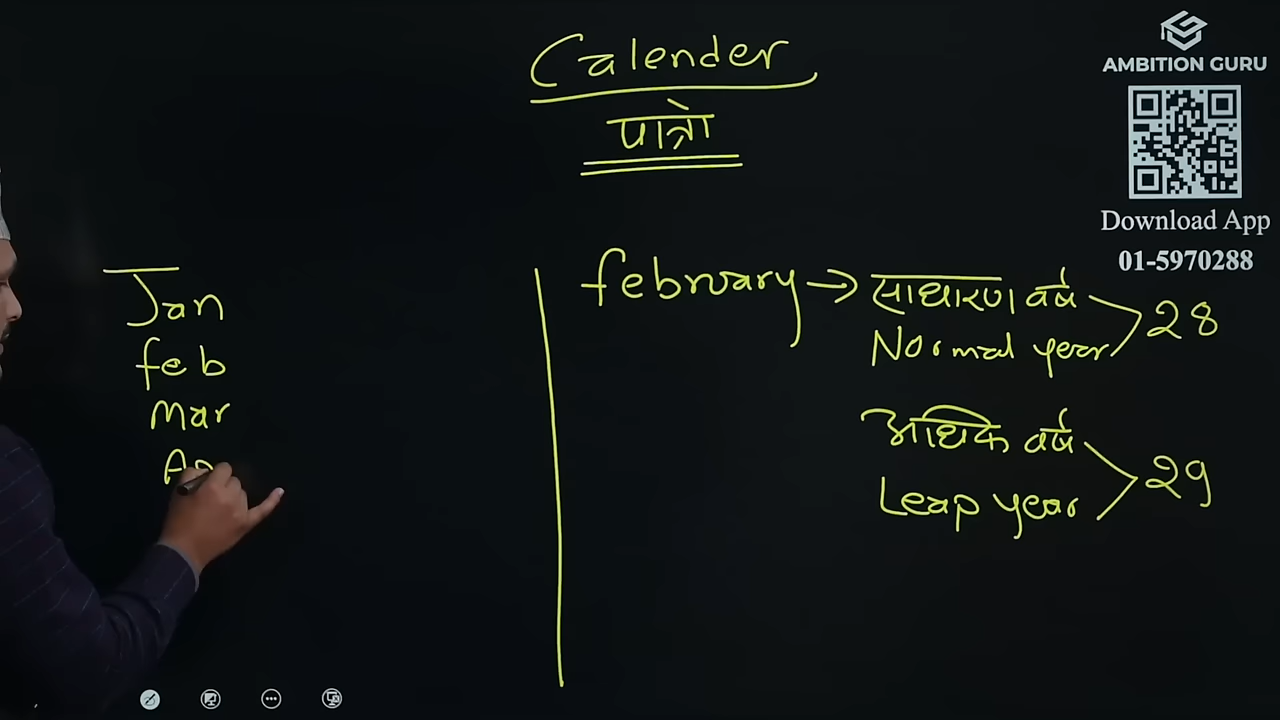 Calender
पात्रो
AMBITION GURU
Download App
01-5970288
Jan
feb
Mar
Ap
february → साधारण वर्ष
Normal year
28
अधिक वर्ष
Leap year
29